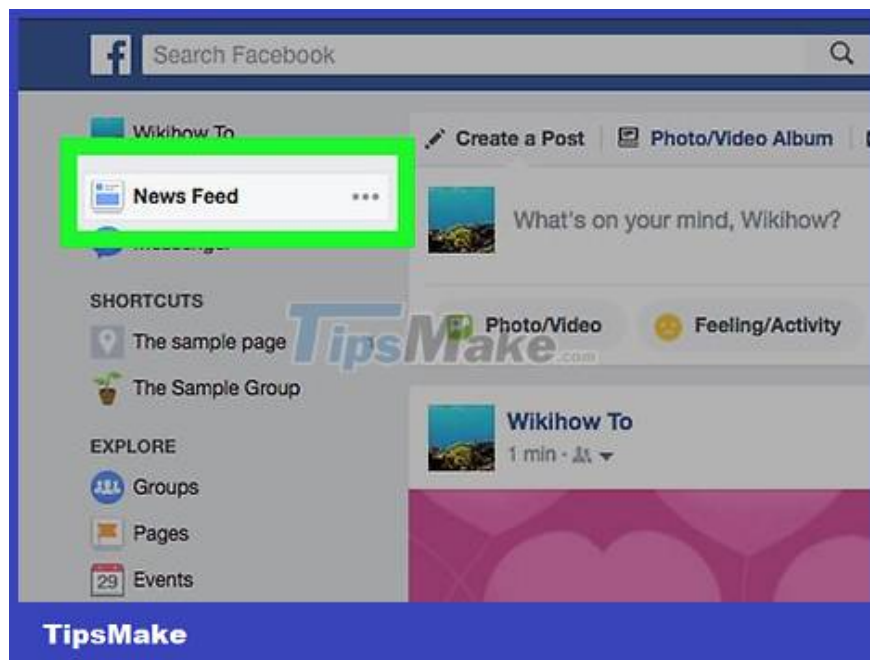 f Search Facebook
Wikihow To
News Feed
Messenger
SHORTCUTS
The sample page
The Sample Group
EXPLORE
Groups
Pages
29 Events
Create a Post
Photo/Video Album
What's on your mind, Wikihow?
Photo/Video
Feeling/Activity
TipsMake.com
Wikihow To
1 min
TipsMake